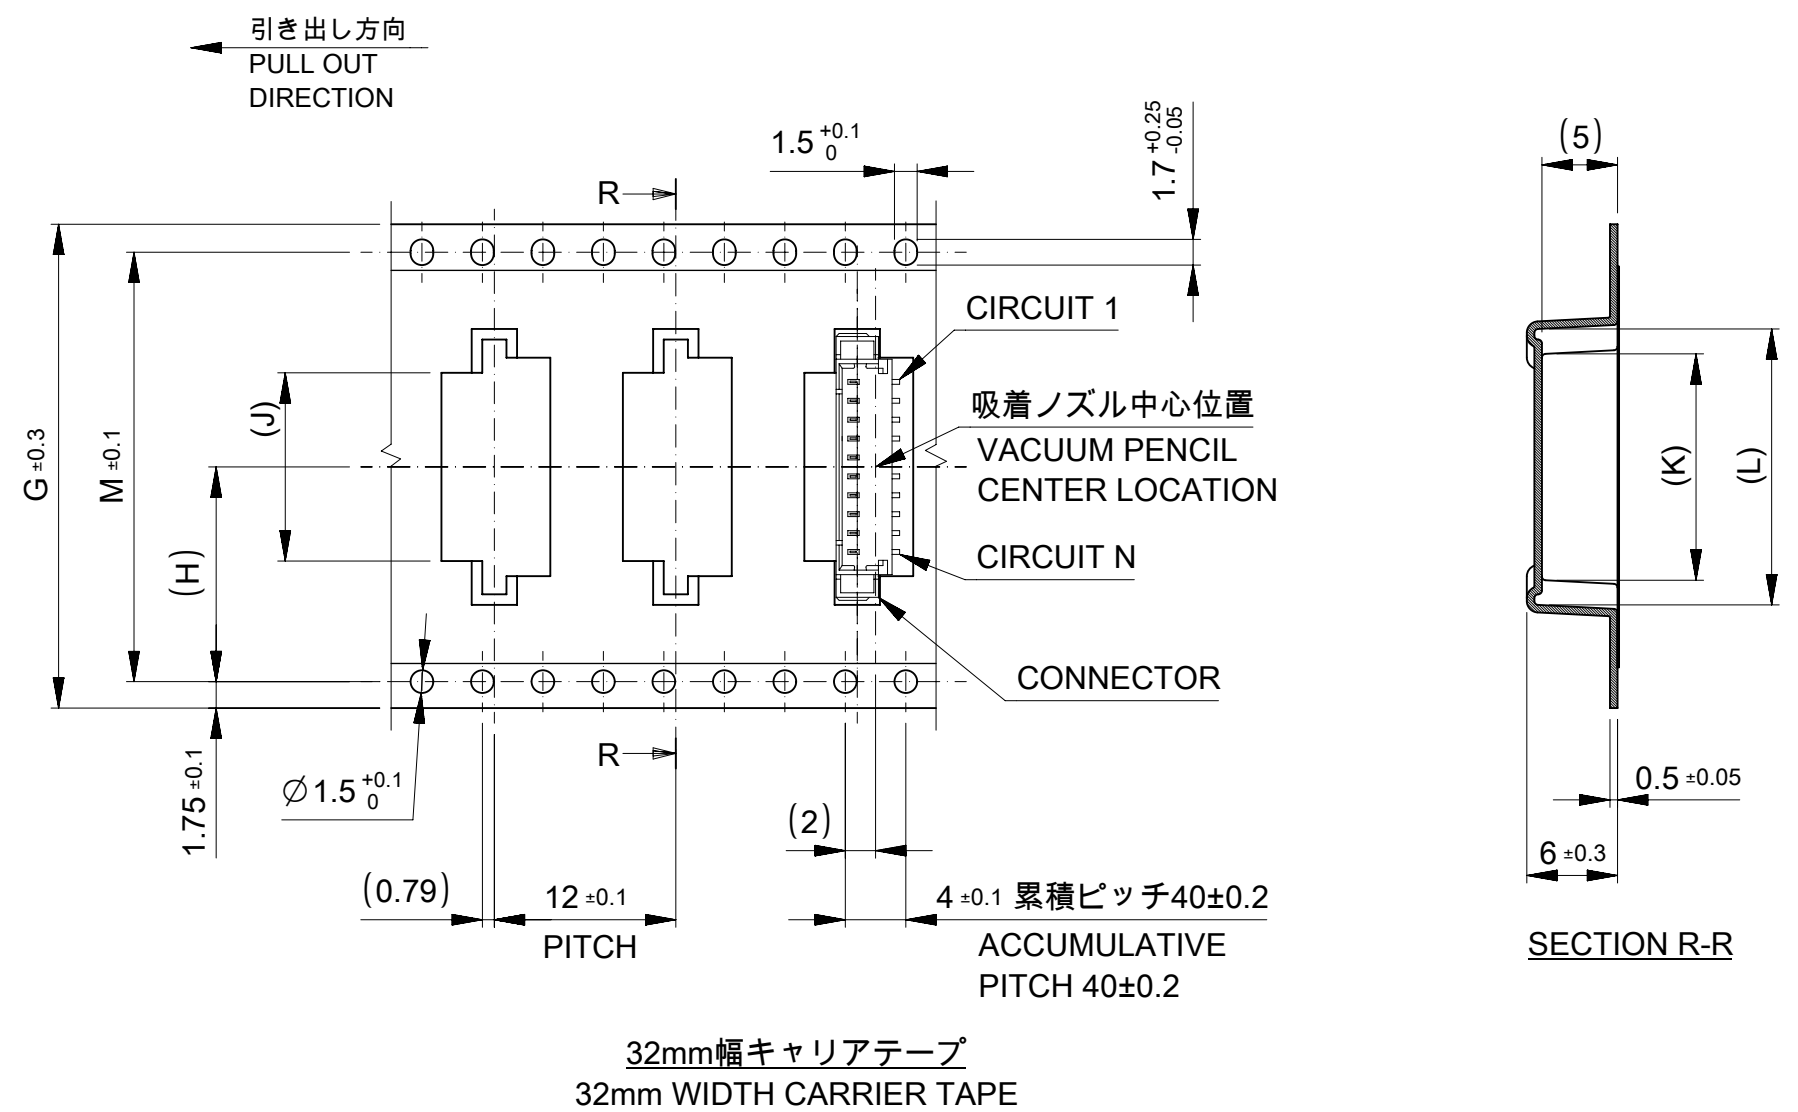 引き出し方向
PULL OUT
DIRECTION
1.5 +0.1 0
1.7 +0.25 -0.05
(5)
R
CIRCUIT 1
吸着ノズル中心位置
VACUUM PENCIL
CENTER LOCATION
G ±0.3
M ±0.1
(J)
(H)
(K)
(L)
CIRCUIT N
CONNECTOR
R
1.75 ±0.1
∅1.5 +0.1 0
0.5 ±0.05
(2)
6 ±0.3
(0.79)
12 ±0.1
PITCH
4 ±0.1 累積ピッチ40±0.2
ACCUMULATIVE
PITCH 40±0.2
SECTION R-R
32mm幅キャリアテープ
32mm WIDTH CARRIER TAPE